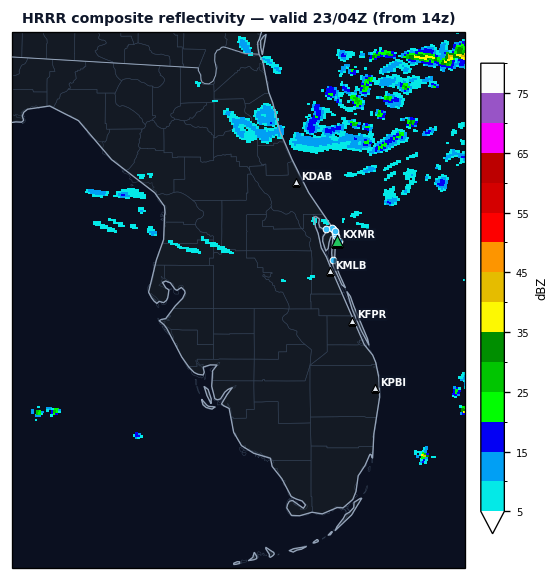 HRRR composite reflectivity — valid 23/04Z (from 14z)
KDAB
KXMR
KMLB
KFPR
KPBI
75
65
55
45
35
25
15
5
dBZ